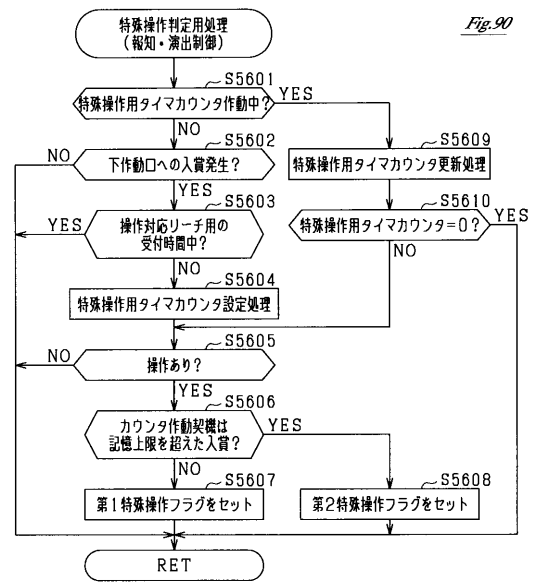 Fig.90
特殊操作判定用処理
(報知・演出制御)
S5601
特殊操作用タイマカウンタ作動中?
YES
NO
S5602
下作動口への入賞発生?
NO
YES
S5603
操作対応リーチ用の
受付時間中?
YES
NO
S5604
特殊操作用タイマカウンタ設定処理
S5605
操作あり?
NO
YES
S5606
カウンタ作動契機は
記憶上限を超えた入賞?
YES
NO
S5607
第1特殊操作フラグをセット
S5608
第2特殊操作フラグをセット
S5609
特殊操作用タイマカウンタ更新処理
S5610
特殊操作用タイマカウンタ=0?
YES
NO
RET